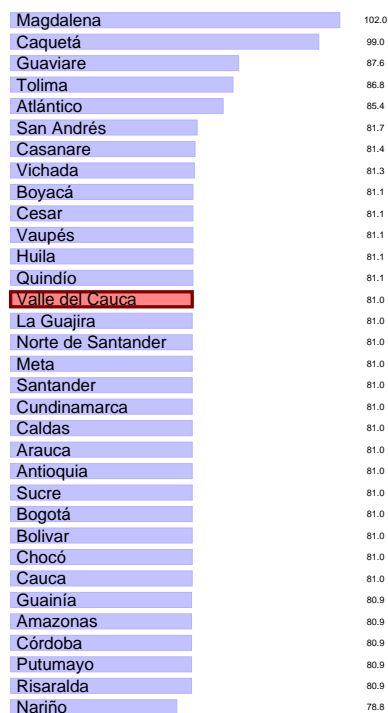 Magdalena 102.0
Caquetá 99.0
Guaviare 87.6
Tolima 86.8
Atlántico 85.4
San Andrés 81.7
Casanare 81.4
Vichada 81.3
Boyacá 81.1
Cesar 81.1
Vaupés 81.1
Huila 81.1
Quindío 81.1
Valle del Cauca 81.0
La Guajira 81.0
Norte de Santander 81.0
Meta 81.0
Santander 81.0
Cundinamarca 81.0
Caldas 81.0
Arauca 81.0
Antioquia 81.0
Sucre 81.0
Bogotá 81.0
Bolivar 81.0
Chocó 81.0
Cauca 81.0
Guainía 80.9
Amazonas 80.9
Córdoba 80.9
Putumayo 80.9
Risaralda 80.9
Nariño 78.8